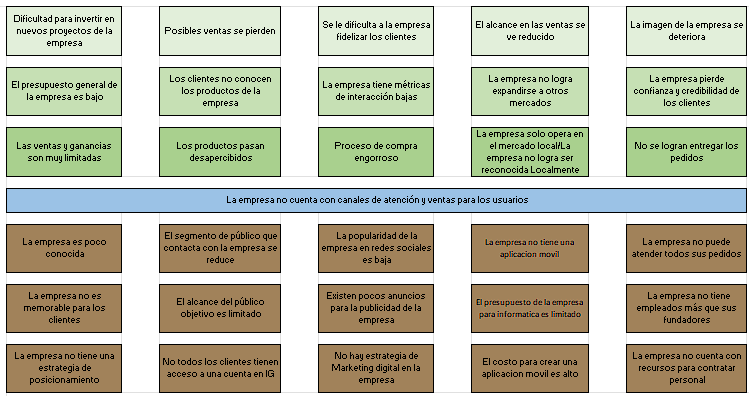 Dificultad para invertir en
nuevos proyectos de la
empresa
Posibles ventas se pierden
Se le dificulta a la empresa
fidelizar los clientes
El alcance en las ventas se
ve reducido
La imagen de la empresa se
deteriora
El presupuesto general de
la empresa es bajo
Los clientes no conocen
los productos de la
empresa
La empresa tiene métricas
de interacción bajas
La empresa no logra
expandirse a otros
mercados
La empresa pierde
confianza y credibilidad de
los clientes
Las ventas y ganancias
son muy limitadas
Los productos pasan
desapercibidos
Proceso de compra
engorroso
La empresa solo opera en
el mercado local/La
empresa no logra ser
reconocida Localmente
No se logran entregar los
pedidos
La empresa no cuenta con canales de atención y ventas para los usuarios
La empresa es poco
conocida
El segmento de público que
contacta con la empresa se
reduce
La popularidad de la
empresa en redes sociales
es baja
La empresa no tiene una
aplicacion movil
La empresa no puede
atender todos sus pedidos
La empresa no es
memorable para los
clientes
El alcance del público
objetivo es limitado
Existen pocos anuncios
para la publicidad de la
empresa
El presupuesto de la empresa
para informatica es limitado
La empresa no tiene
empleados más que sus
fundadores
La empresa no tiene una
estrategia de
posicionamiento
No todos los clientes tienen
acceso a una cuenta en IG
No hay estrategia de
Marketing digital en la
empresa
El costo para crear una
aplicacion movil es alto
La empresa no cuenta con
recursos para contratar
personal